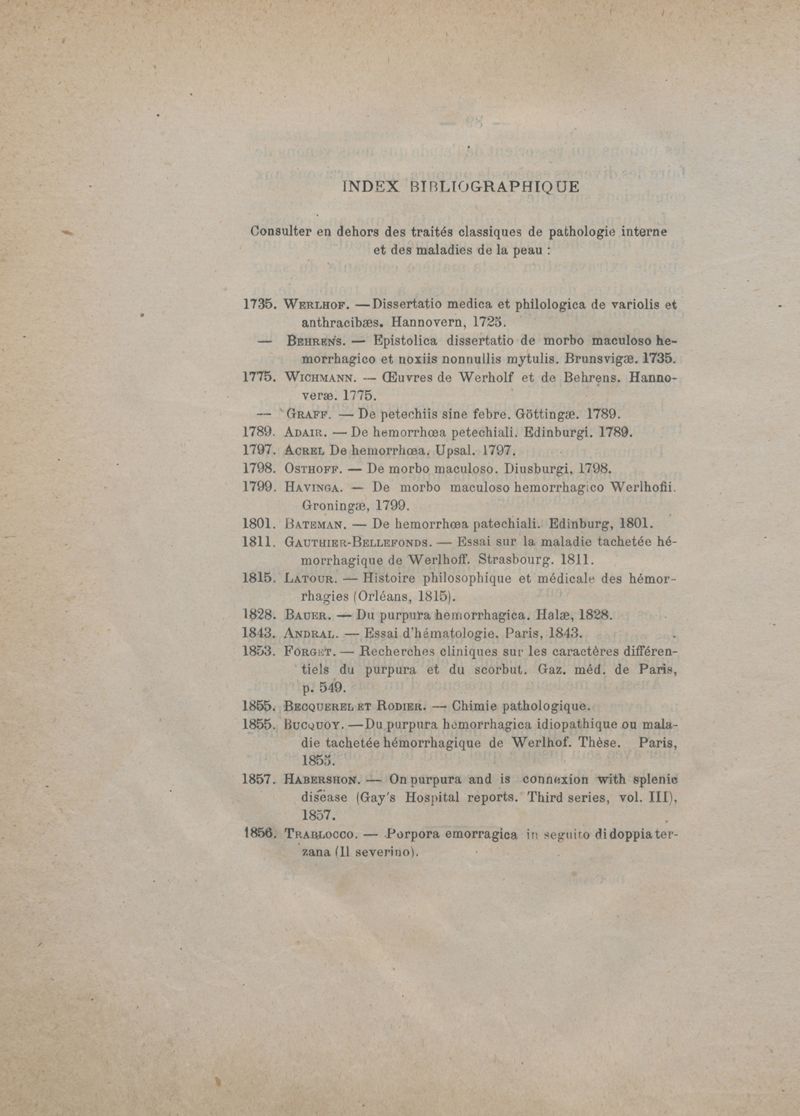 INDEX BIBLIOGRAPHIQUE
Consulter en dehors des traités classiques de pathologie interne
et des maladies de la peau :
1735. WERLHOF. — Dissertatio medica et philologica de variolis et
anthracibæs. Hannovern, 1725.
— BEHRENS. — Epistolica dissertatio de morbo maculoso he-
morrhagico et noxiis nonnullis mytulis. Brunsvigæ. 1735.
1775. WICHMANN. — Œuvres de Werholf et de Behrens. Hanno-
veræ. 1775.
— GRAFF. — De petechiis sine febre. Göttingæ. 1789.
1789. ADAIR. — De hemorrhœa petechiali. Edinburgi. 1789.
1797. ACREL De hemorrhœa. Upsal. 1797.
1798. OSTHOFF. — De morbo maculoso. Diusburgi, 1798.
1799. HAVINGA. — De morbo maculoso hemorrhagico Werlhofii.
Groningæ, 1799.
1801. BATEMAN. — De hemorrhœa patechiali. Edinburg, 1801.
1811. GAUTHIER-BELLEFONDS. — Essai sur la maladie tachetée hé-
morrhagique de Werlhoff. Strasbourg. 1811.
1815. LATOUR. — Histoire philosophique et médicale des hémor-
rhagies (Orléans, 1815).
1828. BAUER. — Du purpura hemorrhagica. Halæ, 1828.
1843. ANDRAL. — Essai d'hématologie. Paris, 1843.
1853. FORGET. — Recherches cliniques sur les caractères différen-
tiels du purpura et du scorbut. Gaz. méd. de Paris,
p. 549.
1855. BECQUEREL ET RODIER. — Chimie pathologique.
1855. BUCQUOY. — Du purpura hemorrhagica idiopathique ou mala-
die tachetée hémorrhagique de Werlhof. Thèse. Paris,
1855.
1857. HABERSHON. — On purpura and is connexion with splenic
disease (Gay's Hospital reports. Third series, vol. III),
1857.
1856. TRABLOCCO. — Porpora emorragica in seguito di doppia ter-
zana (Il severino).